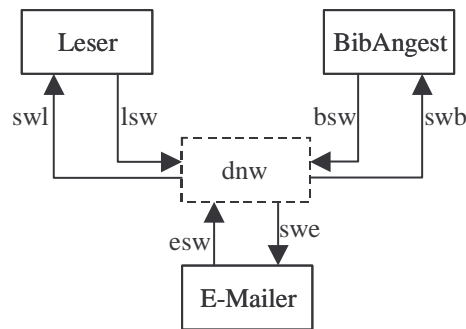 Leser
BibAngest
swl
lsw
bsw
swb
dnw
esw
swe
E-Mailer